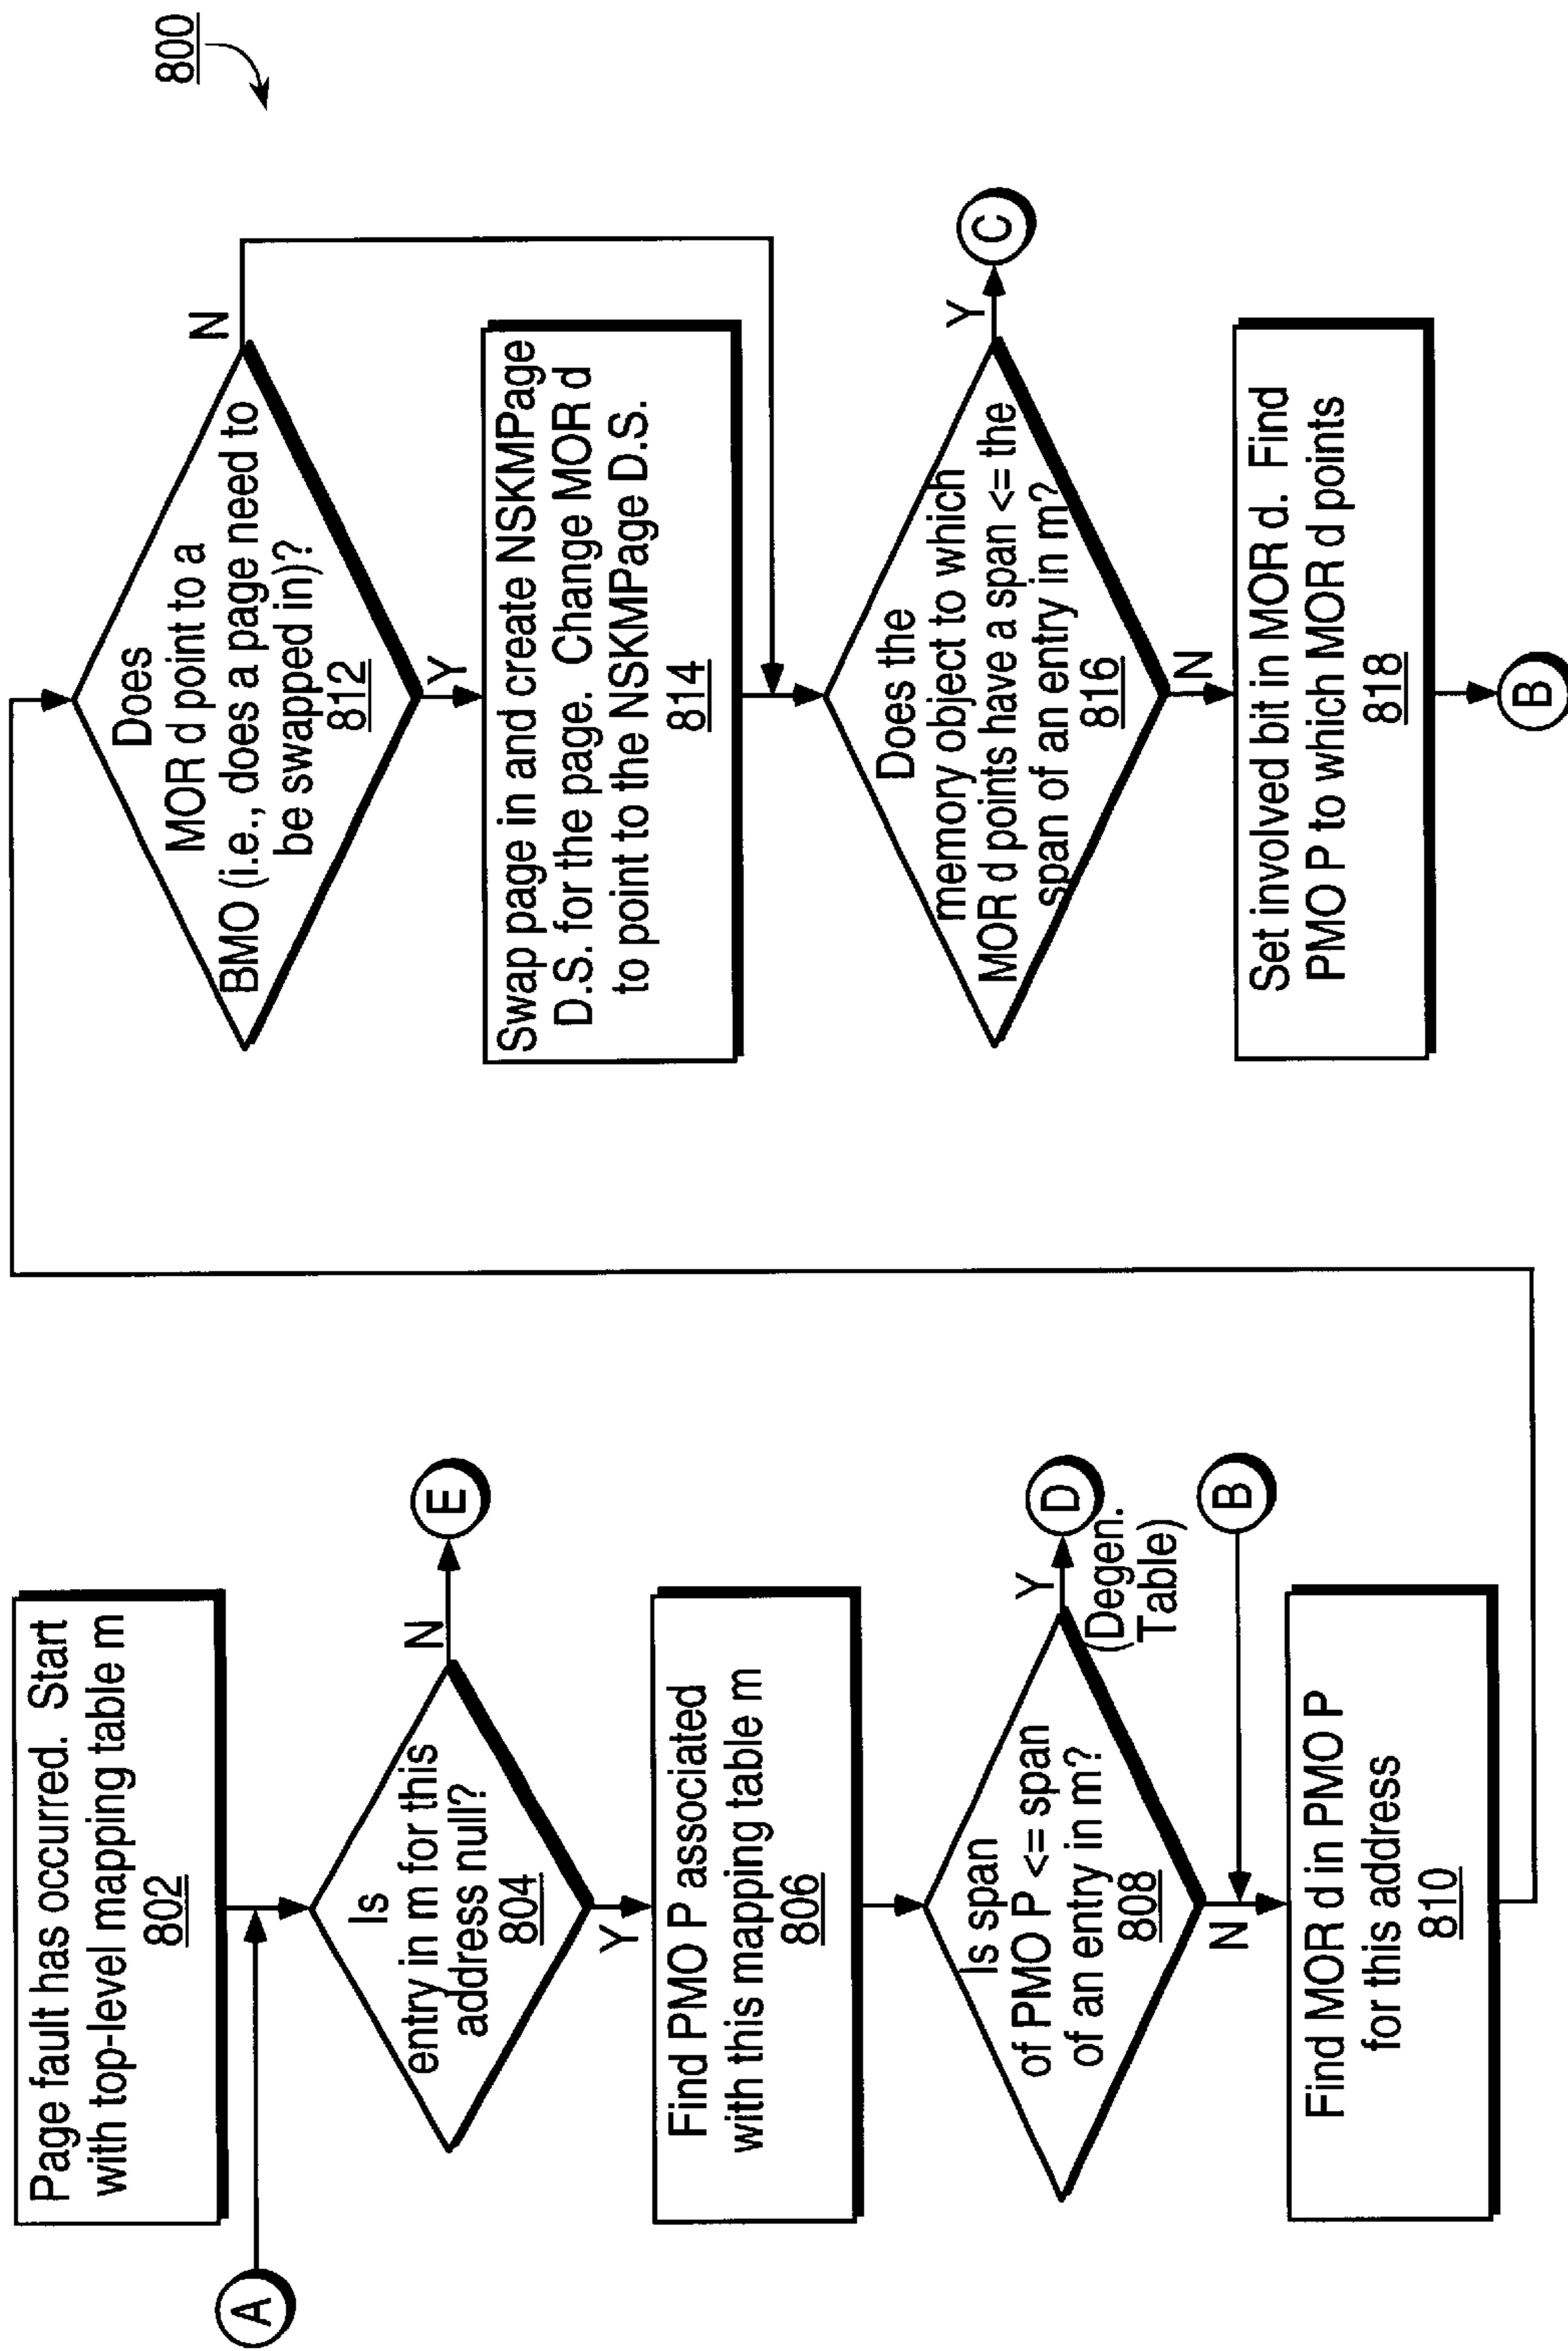 800
Page fault has occurred. Start
with top-level mapping table m
802
A
Is
entry in m for this
address null?
804
N
E
Y
Find PMO P associated
with this mapping table m
806
Is span
of PMO P <= span
of an entry in m?
808
Y
D
(Degen.
Table)
N
B
Find MOR d in PMO P
for this address
810
Does
MOR d point to a
BMO (i.e., does a page need to
be swapped in)?
812
N
Y
Swap page in and create NSKMPage
D.S. for the page. Change MOR d
to point to the NSKMPage D.S.
814
Does the
memory object to which
MOR d points have a span <= the
span of an entry in m?
816
Y
C
N
Set involved bit in MOR d. Find
PMO P to which MOR d points
818
B